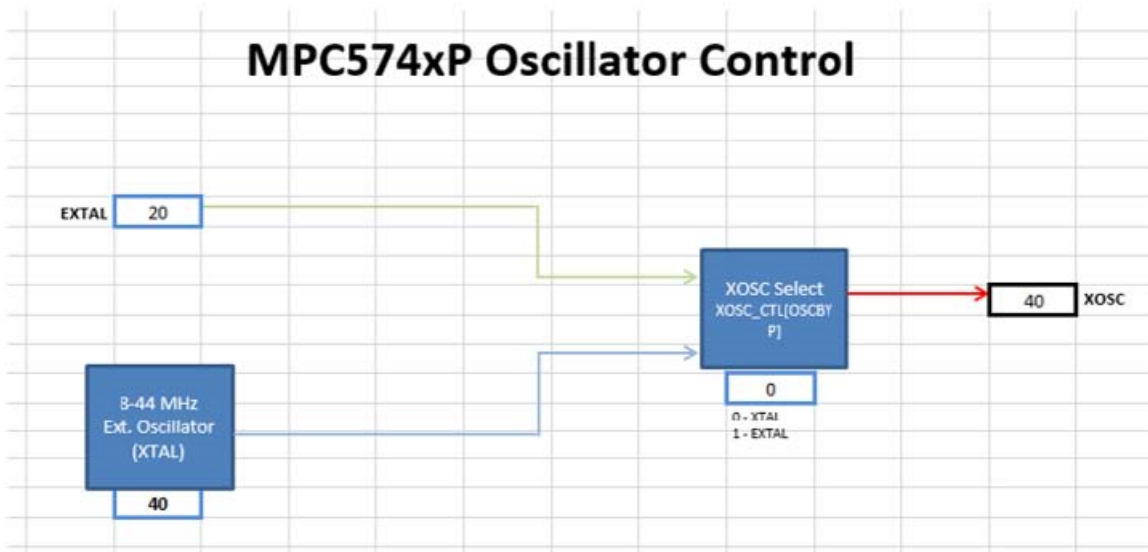 MPC574xP Oscillator Control
EXTAL
20
XOSC Select
XOSC_CTL[OSCBY
P]
40
XOSC
0
0 - XTAL
1 - EXTAL
8-44 MHz
Ext. Oscillator
(XTAL)
40